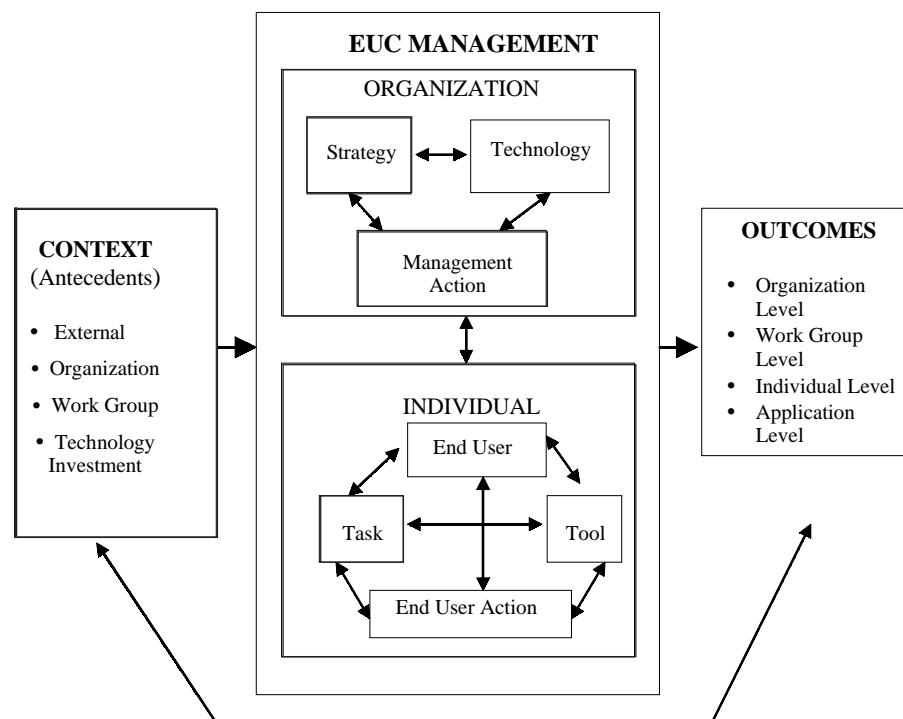 EUC MANAGEMENT
ORGANIZATION
Strategy
Technology
Management
Action
CONTEXT
(Antecedents)
• External
• Organization
• Work Group
• Technology
Investment
INDIVIDUAL
End User
Task
Tool
End User Action
OUTCOMES
• Organization
Level
• Work Group
Level
• Individual Level
• Application
Level